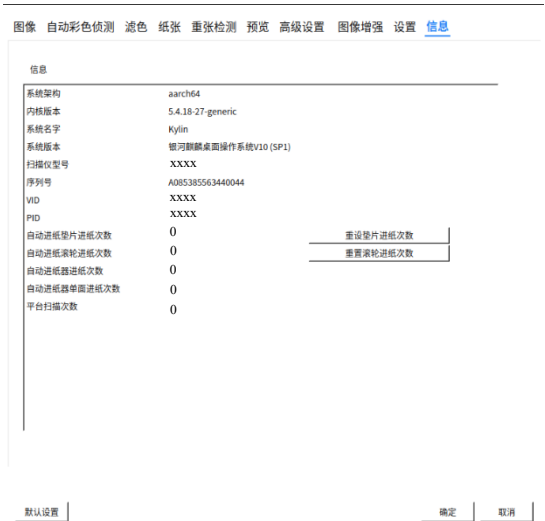 图像 自动彩色侦测 滤色 纸张 重张检测 预览 高级设置 图像增强 设置 信息
信息
系统架构 aarch64
内核版本 5.4.18-27-generic
系统名字 Kylin
系统版本 银河麒麟桌面操作系统V10 (SP1)
扫描仪型号 xxxx
序列号 A085385563440044
VID xxxx
PID xxxx
自动进纸垫片进纸次数 0 重设垫片进纸次数
自动进纸滚轮进纸次数 0 重置滚轮进纸次数
自动进纸器进纸次数 0
自动进纸器单面进纸次数 0
平台扫描次数 0
默认设置 确定 取消